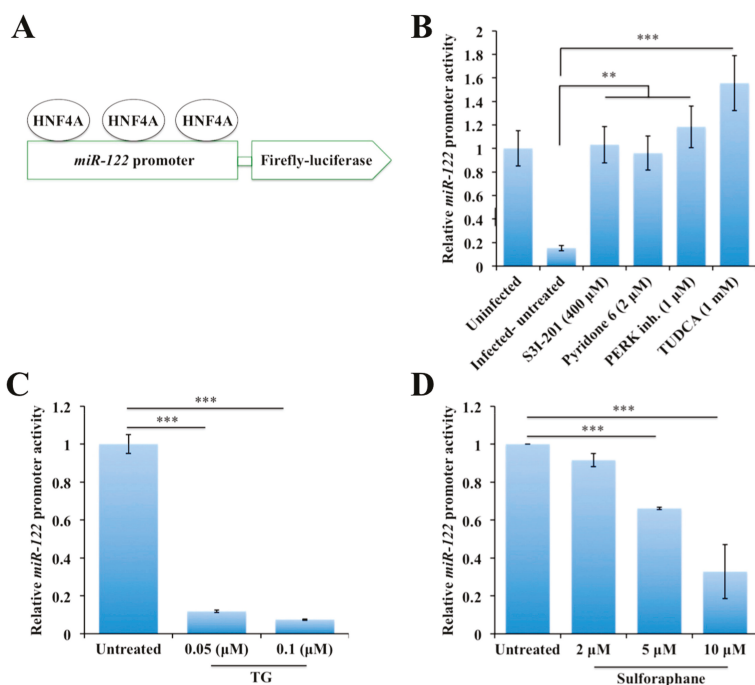 A
HNF4A HNF4A HNF4A
miR-122 promoter Firefly-luciferase
B
Relative miR-122 promoter activity
2
1.8
1.6
1.4
1.2
1
0.8
0.6
0.4
0.2
0
***
**
Uninfected
Infected- untreated
S3I-201 (400 µM)
Pyridone 6 (2 µM)
PERK inh. (1 µM)
TUDCA (1 mM)
C
Relative miR-122 promoter activity
1.2
1
0.8
0.6
0.4
0.2
0
***
***
Untreated 0.05 (µM) 0.1 (µM)
TG
D
Relative miR-122 promoter activity
1.2
1
0.8
0.6
0.4
0.2
0
***
***
Untreated 2 µM 5 µM 10 µM
Sulforaphane